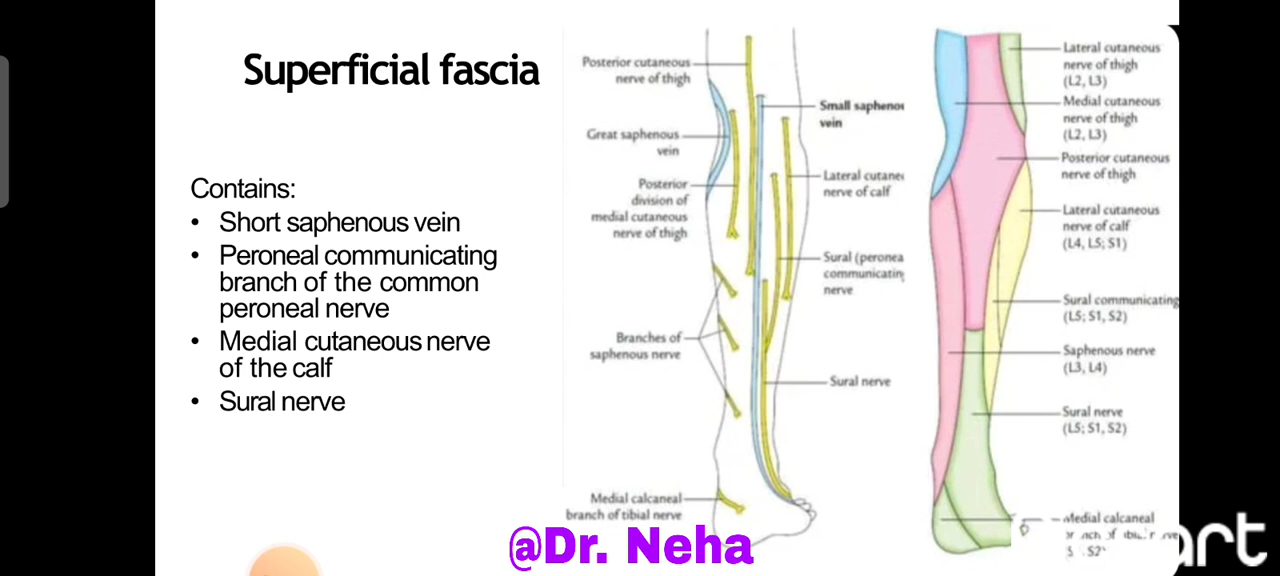 Superficial fascia
Contains:
• Short saphenous vein
• Peroneal communicating
branch of the common
peroneal nerve
• Medial cutaneous nerve
of the calf
• Sural nerve
Posterior cutaneous
nerve of thigh
Great saphenous
vein
Posterior
division of
medial cutaneous
nerve of thigh
Branches of
saphenous nerve
Medial calcaneal
branch of tibial nerve
Small
vein
Lateral
nerve of calf
Sural
nerve
Sural nerve
Lateral cutaneous
nerve of thigh
(L2, L3)
Medial cutaneous
nerve of thigh
(L2, L3)
Posterior cutaneous
nerve of thigh
Lateral cutaneous
nerve of calf
(L4, L5; S1)
Sural communicating
(L5; S1, S2)
Saphenous nerve
(L3, L4)
Sural nerve
(L5; S1, S2)
Medial calcaneal
@Dr. Neha